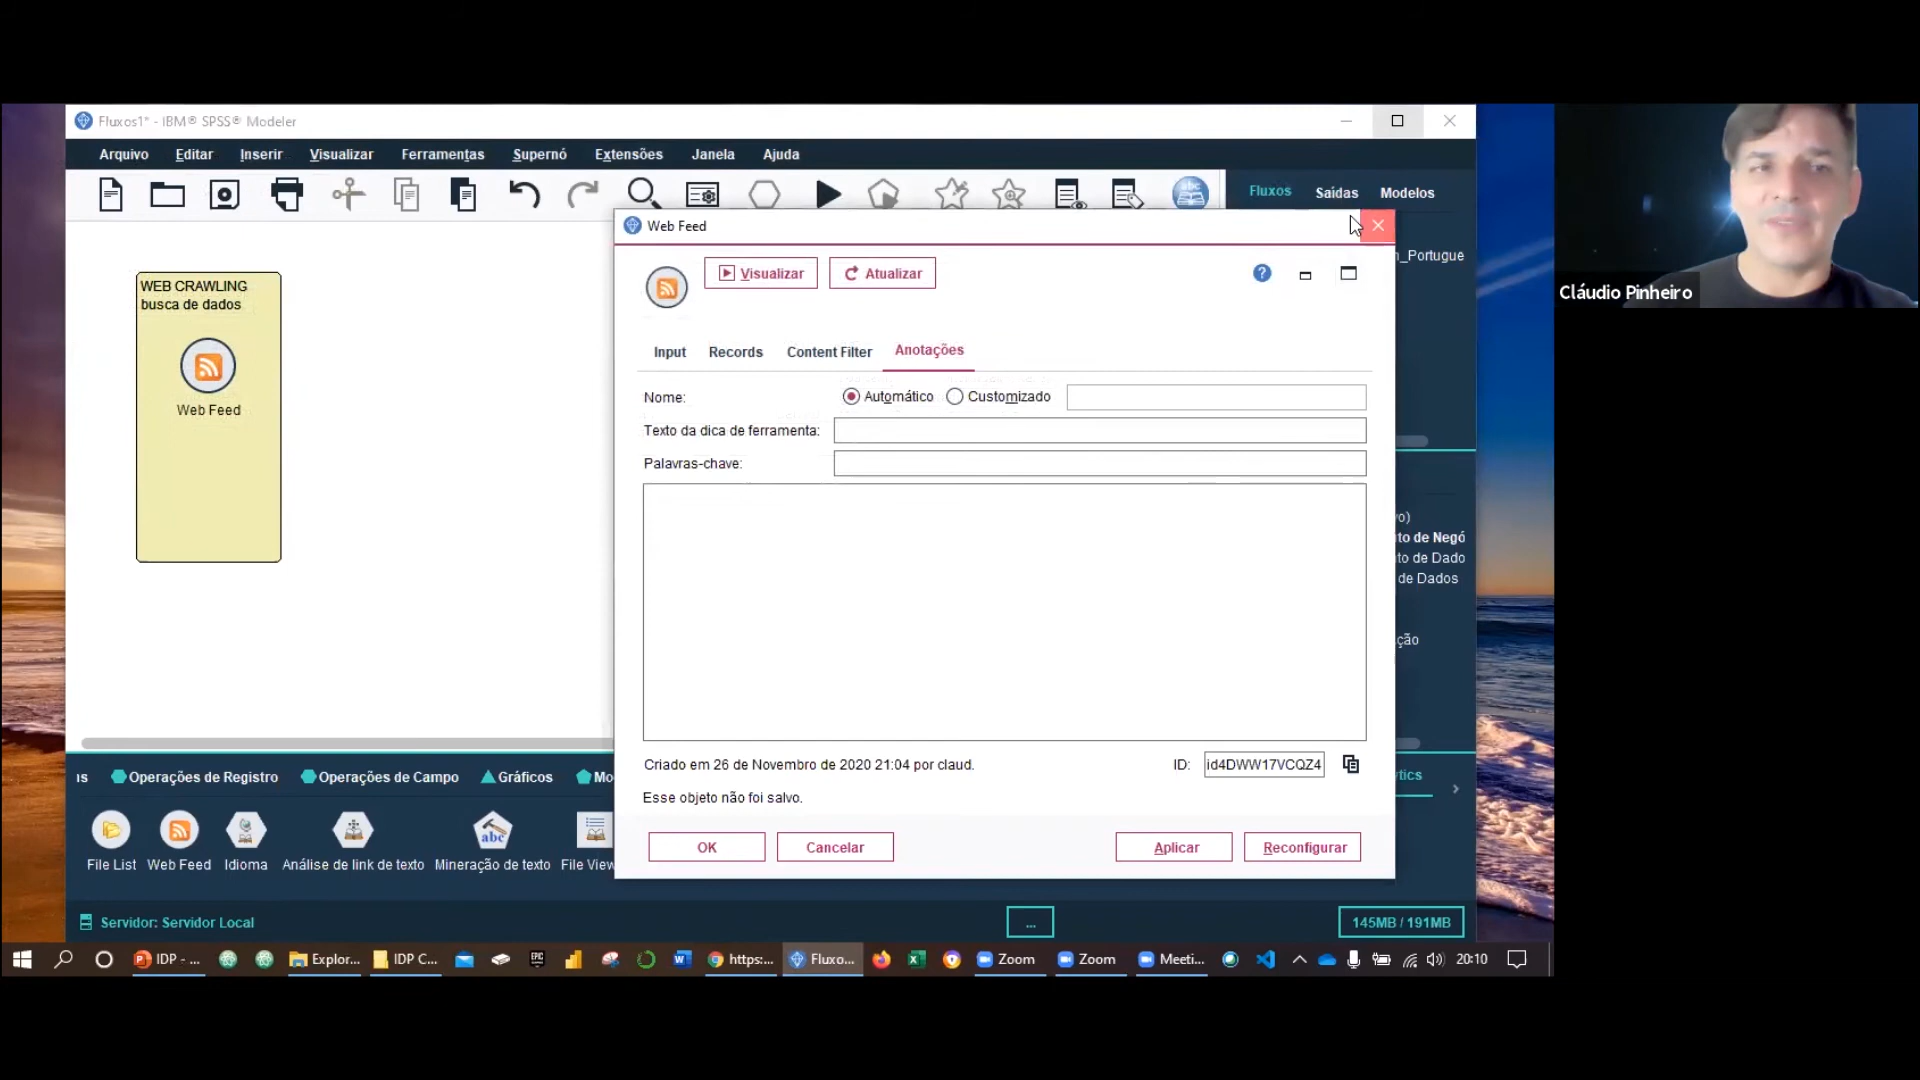 Fluxos1* - IBM® SPSS® Modeler
Arquivo Editar Inserir Visualizar Ferramentas Supernó Extensões Janela Ajuda
abc
Fluxos Saídas Modelos
Web Feed
Visualizar Atualizar
_Portugue
WEB CRAWLING
busca de dados
Web Feed
Input Records Content Filter Anotações
Nome: Automático Customizado
Texto da dica de ferramenta:
Palavras-chave:
vo)
to de Negó
to de Dado
de Dados
ção
Criado em 26 de Novembro de 2020 21:04 por claud. ID: id4DWW17VCQZ4
Esse objeto não foi salvo.
OK Cancelar Aplicar Reconfigurar
as Operações de Registro Operações de Campo Gráficos Mo
ytics
abc
File List Web Feed Idioma Análise de link de texto Mineração de texto File View
Servidor: Servidor Local ... 145MB / 191MB
IDP - ... Explor... IDP C... EPIC https:... Fluxo... Zoom Zoom Meeti... 20:10
Cláudio Pinheiro